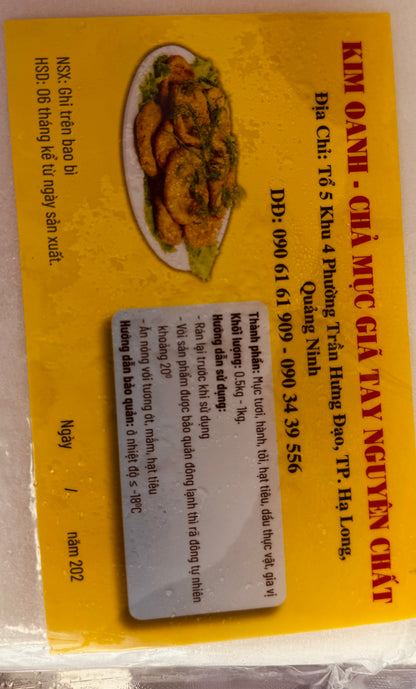 KIM OANH - CHẢ MỰC GIÃ TAY NGUYÊN CHẤT
Địa Chỉ: Tổ 5 Khu 4 Phường Trần Hưng Đạo, TP. Hạ Long,
Quảng Ninh
DĐ: 090 61 61 909 - 090 34 39 556
Thành phần: Mực tươi, hành, tỏi, hạt tiêu, dầu thực vật, gia vị
Khối lượng: 0.5kg - 1kg.
Hướng dẫn sử dụng:
- Rán lại trước khi sử dụng
- Với sản phẩm được bảo quản đông lạnh thì rã đông tự nhiên
khoảng 20º
- Ăn nóng với tương ớt, mắm, hạt tiêu
Hướng dẫn bảo quản: ở nhiệt độ ≤ -18ºC
NSX: Ghi trên bao bì
HSD: 06 tháng kể từ ngày sản xuất.
Ngày / năm 202